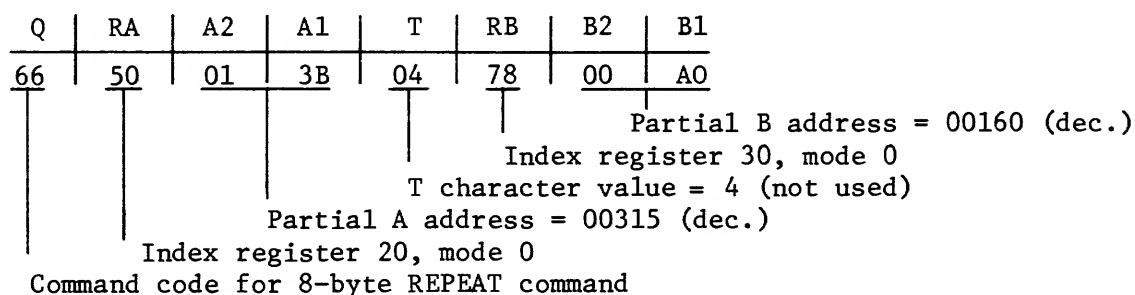 Q RA A2 A1 T RB B2 B1
66 50 01 3B 04 78 00 A0
Partial B address = 00160 (dec.)
Index register 30, mode 0
T character value = 4 (not used)
Partial A address = 00315 (dec.)
Index register 20, mode 0
Command code for 8-byte REPEAT command